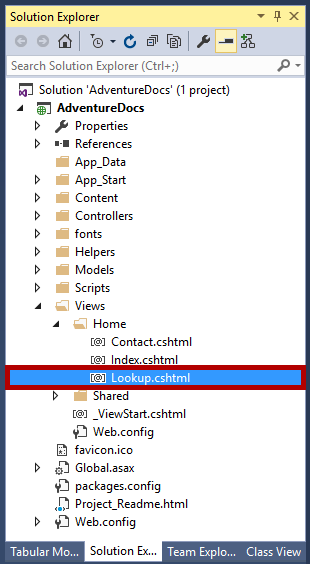 Solution Explorer
Search Solution Explorer (Ctrl+;)
Solution 'AdventureDocs' (1 project)
AdventureDocs
Properties
References
App_Data
App_Start
Content
Controllers
fonts
Helpers
Models
Scripts
Views
Home
Contact.cshtml
Index.cshtml
Lookup.cshtml
Shared
_ViewStart.cshtml
Web.config
favicon.ico
Global.asax
packages.config
Project_Readme.html
Web.config
Tabular Mo... Solution Ex... Team Explo... Class View